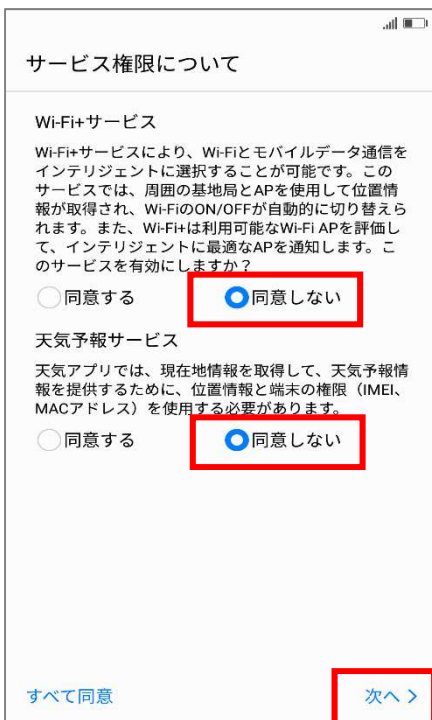 サービス権限について
Wi-Fi+サービス
Wi-Fi+サービスにより、Wi-Fiとモバイルデータ通信を
インテリジェントに選択することが可能です。この
サービスでは、周囲の基地局とAPを使用して位置情
報が取得され、Wi-FiのON/OFFが自動的に切り替えら
れます。また、Wi-Fi+は利用可能なWi-Fi APを評価し
て、インテリジェントに最適なAPを通知します。こ
のサービスを有効にしますか？
同意する 同意しない
天気予報サービス
天気アプリでは、現在地情報を取得して、天気予報情
報を提供するために、位置情報と端末の権限（IMEI、
MACアドレス）を使用する必要があります。
同意する 同意しない
すべて同意 次へ